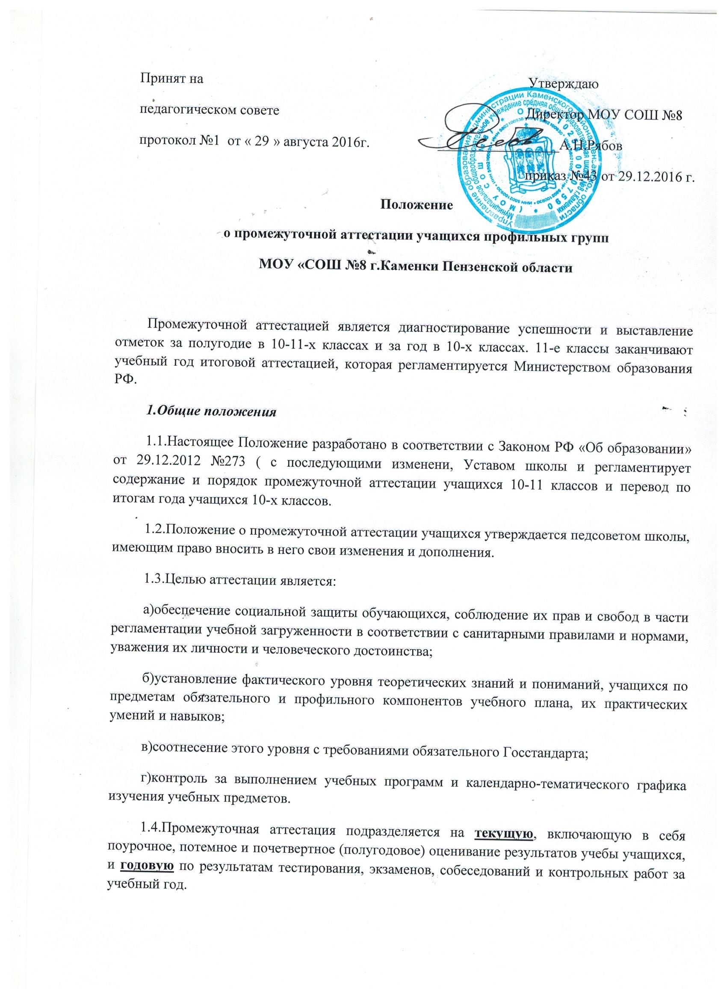 Принят на
педагогическом совете
протокол №1 от « 29 » августа 2016г.
Утверждаю
Директор МОУ СОШ №8
А.Н.Рябов
приказ №43 от 29.12.2016 г.
Положение
о промежуточной аттестации учащихся профильных групп
МОУ «СОШ №8 г.Каменки Пензенской области
Промежуточной аттестацией является диагностирование успешности и выставление
отметок за полугодие в 10-11-х классах и за год в 10-х классах. 11-е классы заканчивают
учебный год итоговой аттестацией, которая регламентируется Министерством образования
РФ.
1.Общие положения
1.1.Настоящее Положение разработано в соответствии с Законом РФ «Об образовании»
от 29.12.2012 №273 ( с последующими изменени, Уставом школы и регламентирует
содержание и порядок промежуточной аттестации учащихся 10-11 классов и перевод по
итогам года учащихся 10-х классов.
1.2.Положение о промежуточной аттестации учащихся утверждается педсоветом школы,
имеющим право вносить в него свои изменения и дополнения.
1.3.Целью аттестации является:
а)обеспечение социальной защиты обучающихся, соблюдение их прав и свобод в части
регламентации учебной загруженности в соответствии с санитарными правилами и нормами,
уважения их личности и человеческого достоинства;
б)установление фактического уровня теоретических знаний и пониманий, учащихся по
предметам обязательного и профильного компонентов учебного плана, их практических
умений и навыков;
в)соотнесение этого уровня с требованиями обязательного Госстандарта;
г)контроль за выполнением учебных программ и календарно-тематического графика
изучения учебных предметов.
1.4.Промежуточная аттестация подразделяется на текущую, включающую в себя
поурочное, потемное и почетвертное (полугодовое) оценивание результатов учебы учащихся,
и годовую по результатам тестирования, экзаменов, собеседований и контрольных работ за
учебный год.